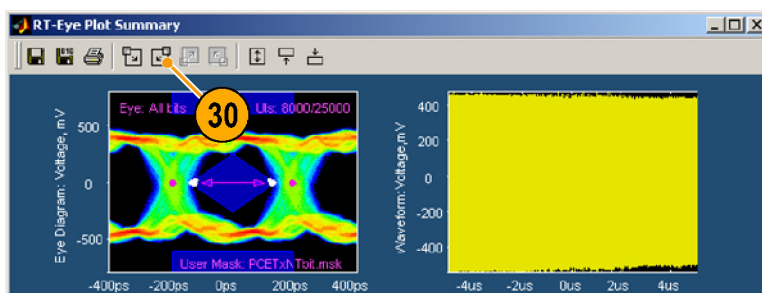 RT-Eye Plot Summary
30
Eye: All bits
UIs: 8000/25000
Eye Diagram: Voltage, mV
500
0
-500
User Mask: PCETxNTbit.msk
-400ps -200ps 0ps 200ps 400ps
Waveform: Voltage, mV
400
200
0
-200
-400
-4us -2us 0us 2us 4us